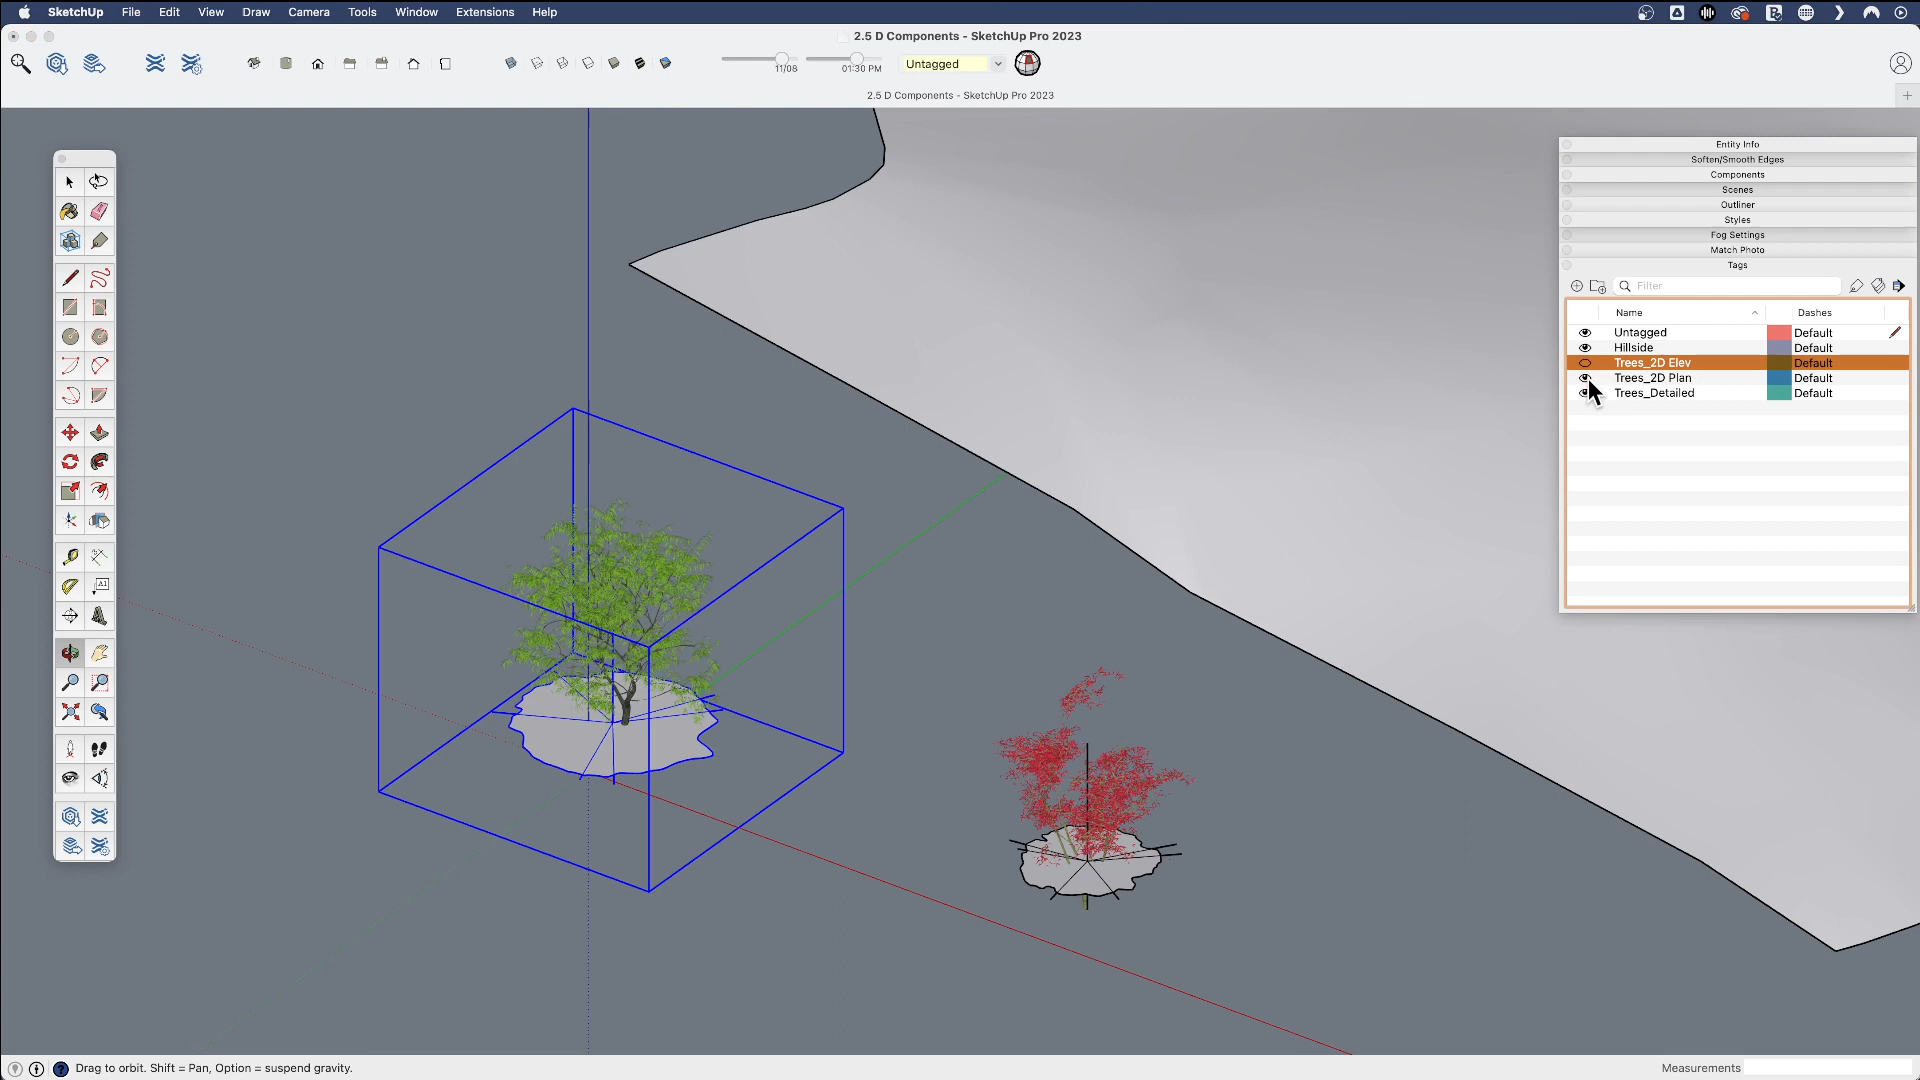 SketchUp File Edit View Draw Camera Tools Window Extensions Help
2.5 D Components - SketchUp Pro 2023
11/08 01:30 PM Untagged
2.5 D Components - SketchUp Pro 2023
Entity Info
Soften/Smooth Edges
Components
Scenes
Outliner
Styles
Fog Settings
Match Photo
Tags
Filter
Name Dashes
Untagged Default
Hillside Default
Trees_2D Elev Default
Trees_2D Plan Default
Trees_Detailed Default
A1
Drag to orbit. Shift = Pan, Option = suspend gravity.
Measurements